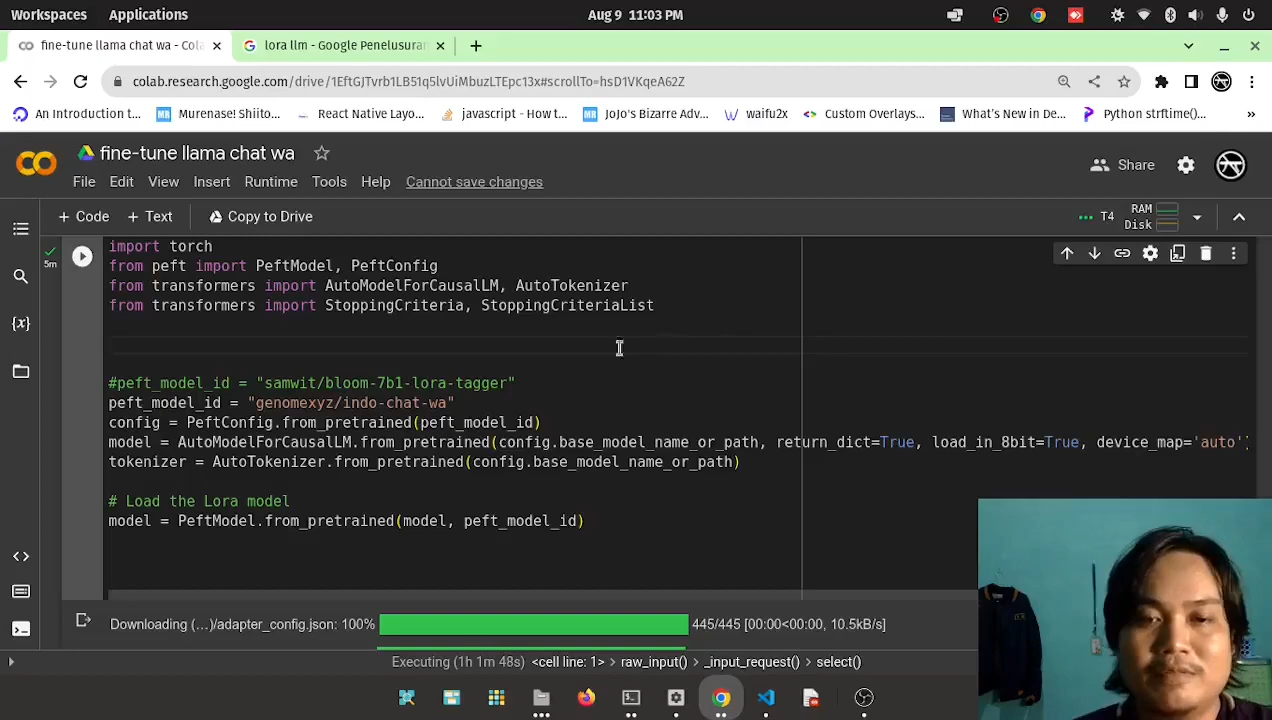 Workspaces Applications Aug 9 11:03 PM
fine-tune llama chat wa - Cola
lora llm - Google Penelusuran
colab.research.google.com/drive/1EftGJTvrb1LB51q5lvUiMbuzLTEpc13x#scrollTo=hsD1VKqeA62Z
An Introduction t... Murenase! Shiito... React Native Layo... javascript - How t... JoJo's Bizarre Adv... waifu2x Custom Overlays... What's New in De... Python strftime()... »
fine-tune llama chat wa
Share
File Edit View Insert Runtime Tools Help Cannot save changes
+ Code + Text Copy to Drive T4 RAM
Disk
import torch
5m
from peft import PeftModel, PeftConfig
from transformers import AutoModelForCausalLM, AutoTokenizer
from transformers import StoppingCriteria, StoppingCriteriaList
#peft_model_id = "samwit/bloom-7b1-lora-tagger"
peft_model_id = "genomexyz/indo-chat-wa"
config = PeftConfig.from_pretrained(peft_model_id)
model = AutoModelForCausalLM.from_pretrained(config.base_model_name_or_path, return_dict=True, load_in_8bit=True, device_map='auto')
tokenizer = AutoTokenizer.from_pretrained(config.base_model_name_or_path)
# Load the Lora model
model = PeftModel.from_pretrained(model, peft_model_id)
Downloading (…)/adapter_config.json: 100% 445/445 [00:00<00:00, 10.5kB/s]
Executing (1h 1m 48s) <cell line: 1> > raw_input() > _input_request() > select()